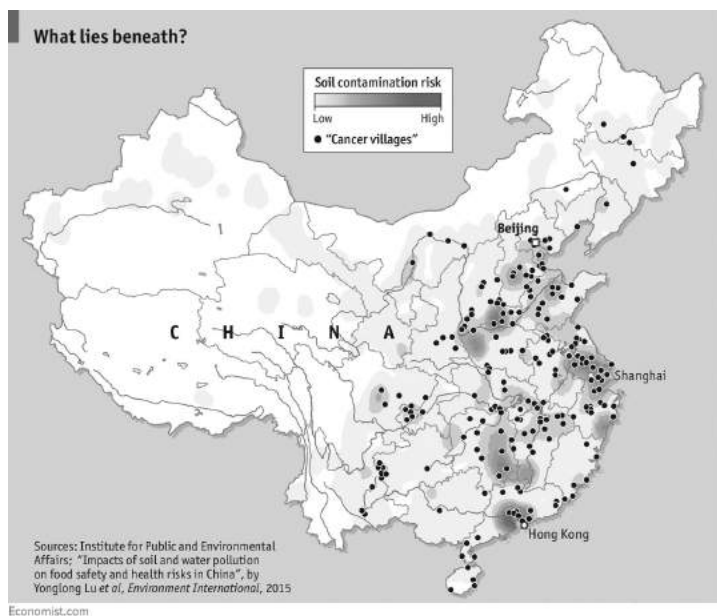 What lies beneath?
Soil contamination risk
Low High
"Cancer villages"
Beijing
C H I N A
Shanghai
Hong Kong
Sources: Institute for Public and Environmental
Affairs; "Impacts of soil and water pollution
on food safety and health risks in China", by
Yonglong Lu et al, Environment International, 2015
Economist.com